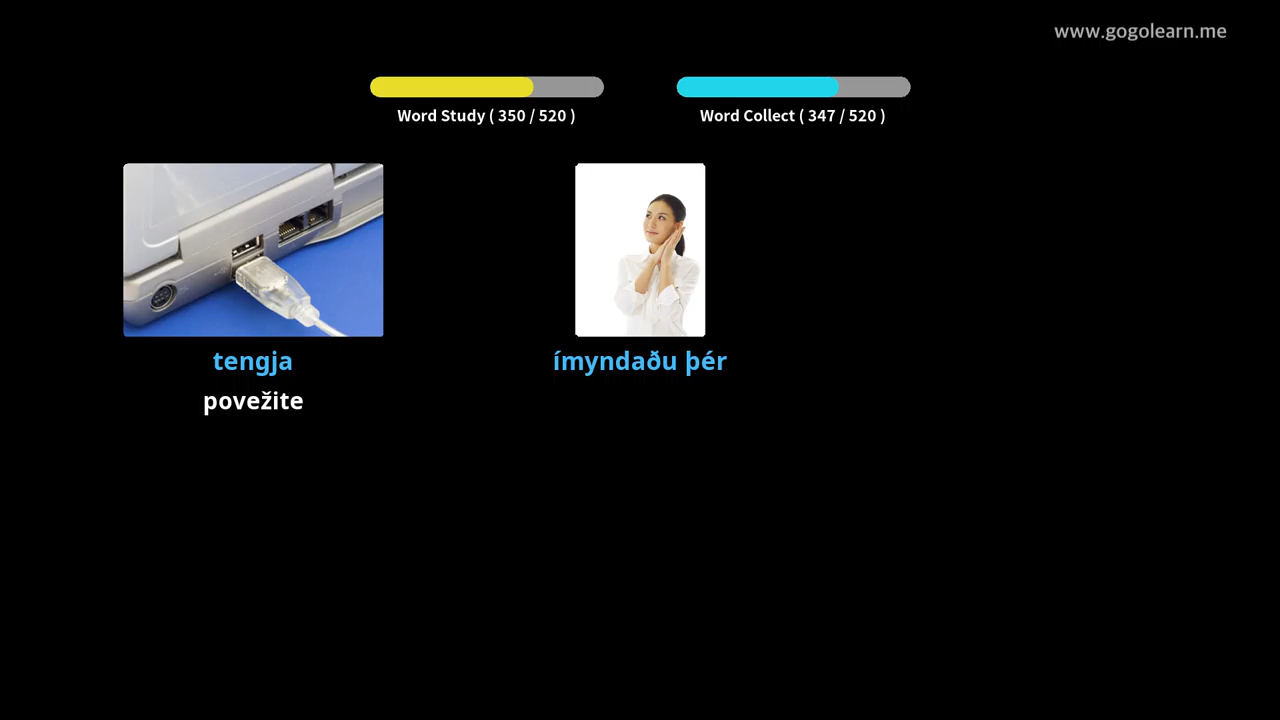 www.gogolearn.me
Word Study ( 350 / 520 )
Word Collect ( 347 / 520 )
tengja
ímyndaðu þér
povežite